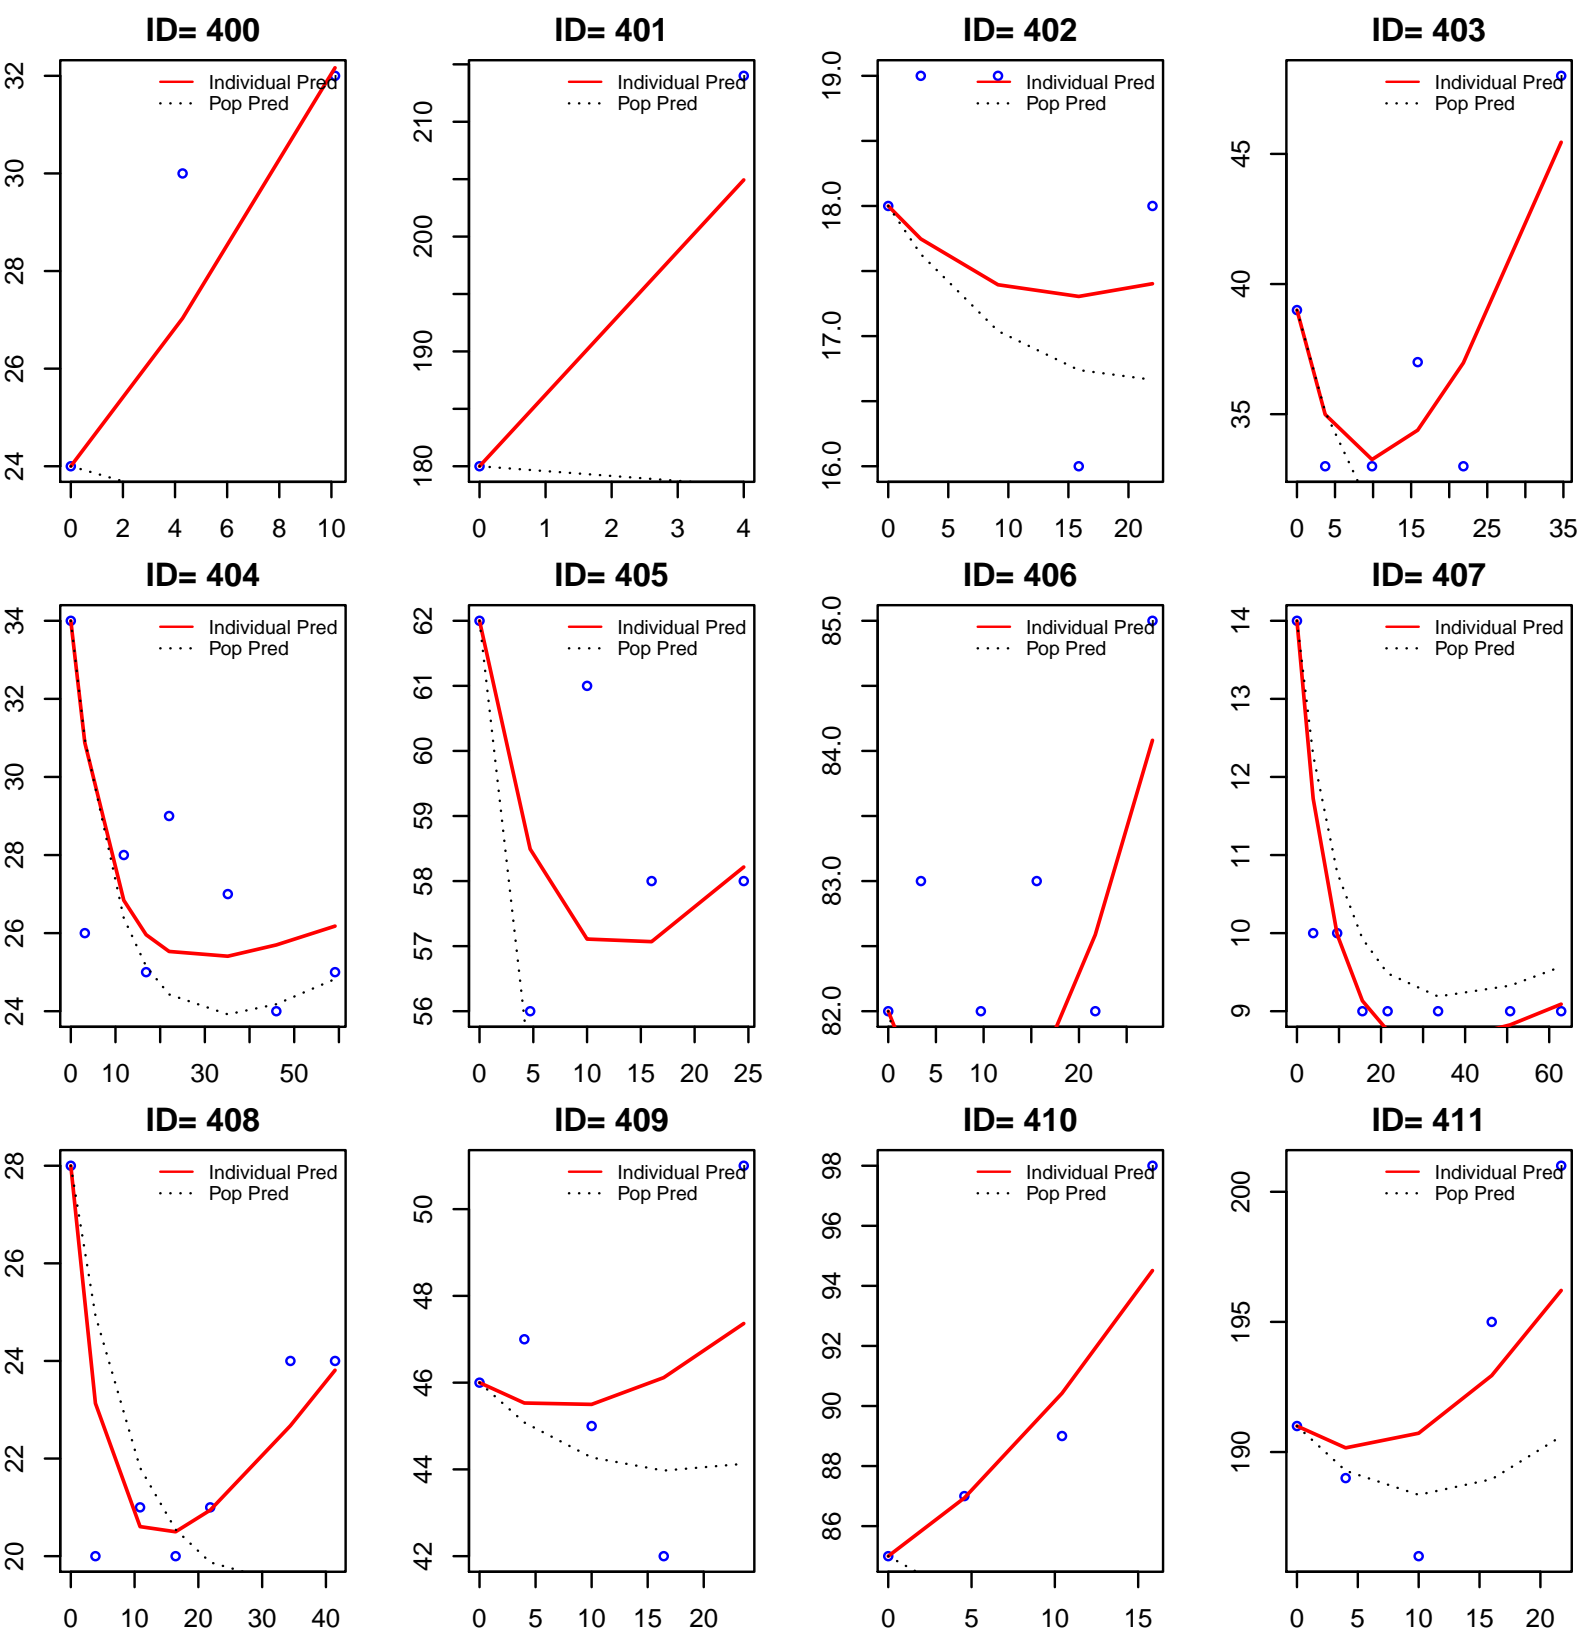 ID= 400
Individual Pred
Pop Pred
32
30
28
26
24
0 2 4 6 8 10
ID= 401
Individual Pred
Pop Pred
210
200
190
180
0 1 2 3 4
ID= 402
Individual Pred
Pop Pred
19.0
18.0
17.0
16.0
0 5 10 15 20
ID= 403
Individual Pred
Pop Pred
45
40
35
0 5 15 25 35
ID= 404
Individual Pred
Pop Pred
34
32
30
28
26
24
0 10 30 50
ID= 405
Individual Pred
Pop Pred
62
61
60
59
58
57
56
0 5 10 15 20 25
ID= 406
Individual Pred
Pop Pred
85.0
84.0
83.0
82.0
0 5 10 20
ID= 407
Individual Pred
Pop Pred
14
13
12
11
10
9
0 20 40 60
ID= 408
Individual Pred
Pop Pred
28
26
24
22
20
0 10 20 30 40
ID= 409
Individual Pred
Pop Pred
50
48
46
44
42
0 5 10 15 20
ID= 410
Individual Pred
Pop Pred
98
96
94
92
90
88
86
0 5 10 15
ID= 411
Individual Pred
Pop Pred
200
195
190
0 5 10 15 20